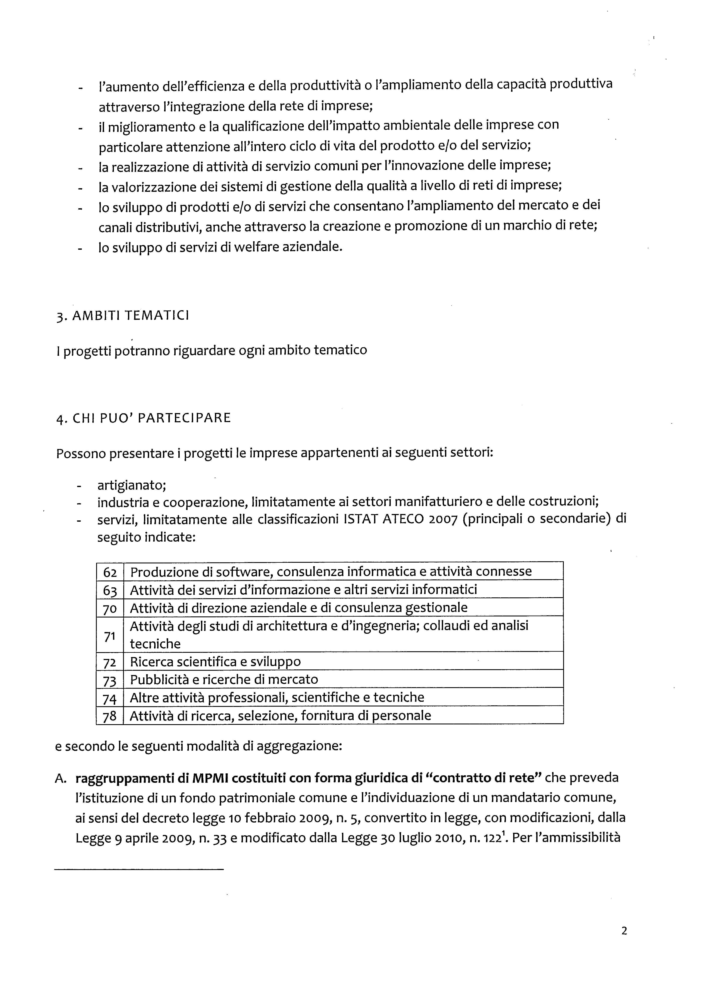 - l'aumento dell'efficienza e della produttività o l'ampliamento della capacità produttiva
attraverso l'integrazione della rete di imprese;
- il miglioramento e la qualificazione dell'impatto ambientale delle imprese con
particolare attenzione all'intero ciclo di vita del prodotto e/o del servizio;
- la realizzazione di attività di servizio comuni per l'innovazione delle imprese;
- la valorizzazione dei sistemi di gestione della qualità a livello di reti di imprese;
- lo sviluppo di prodotti e/o di servizi che consentano l'ampliamento del mercato e dei
canali distributivi, anche attraverso la creazione e promozione di un marchio di rete;
- lo sviluppo di servizi di welfare aziendale.
3. AMBITI TEMATICI
I progetti potranno riguardare ogni ambito tematico
4. CHI PUO' PARTECIPARE
Possono presentare i progetti le imprese appartenenti ai seguenti settori:
- artigianato;
- industria e cooperazione, limitatamente ai settori manifatturiero e delle costruzioni;
- servizi, limitatamente alle classificazioni ISTAT ATECO 2007 (principali o secondarie) di
seguito indicate:
62 Produzione di software, consulenza informatica e attività connesse
63 Attività dei servizi d'informazione e altri servizi informatici
70 Attività di direzione aziendale e di consulenza gestionale
71 Attività degli studi di architettura e d'ingegneria; collaudi ed analisi
tecniche
72 Ricerca scientifica e sviluppo
73 Pubblicità e ricerche di mercato
74 Altre attività professionali, scientifiche e tecniche
78 Attività di ricerca, selezione, fornitura di personale
e secondo le seguenti modalità di aggregazione:
A. raggruppamenti di MPMI costituiti con forma giuridica di “contratto di rete” che preveda
l'istituzione di un fondo patrimoniale comune e l'individuazione di un mandatario comune,
ai sensi del decreto legge 10 febbraio 2009, n. 5, convertito in legge, con modificazioni, dalla
Legge 9 aprile 2009, n. 33 e modificato dalla Legge 30 luglio 2010, n. 122¹. Per l'ammissibilità
2